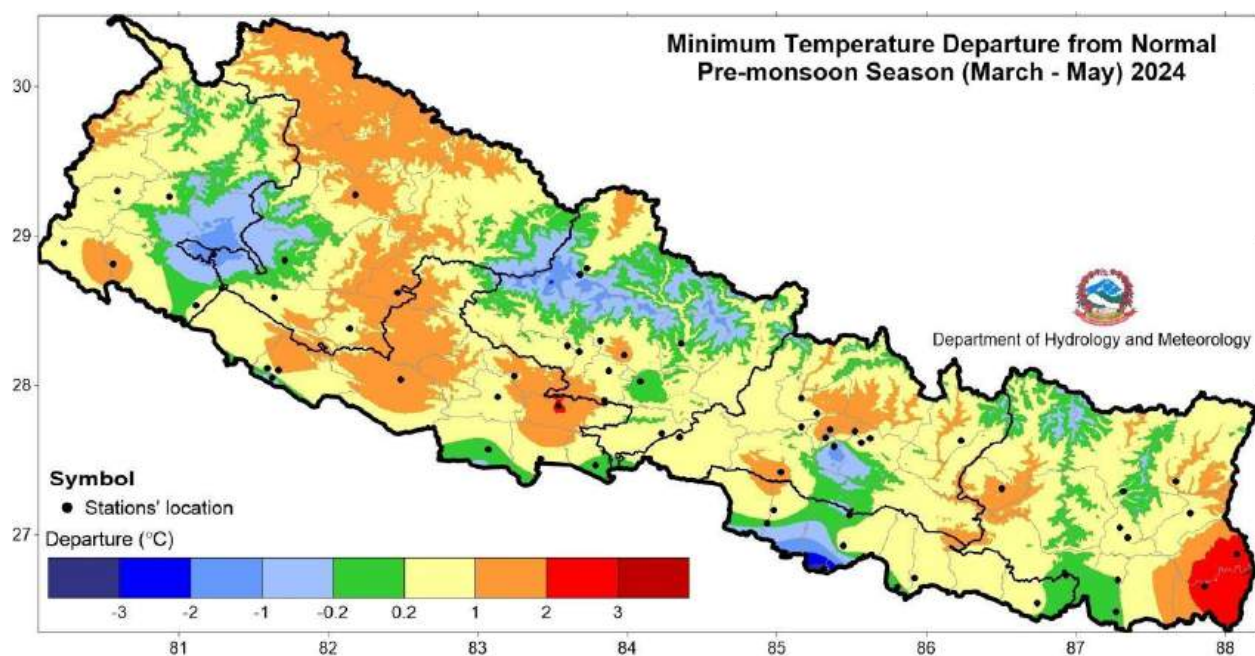 Minimum Temperature Departure from Normal
Pre-monsoon Season (March - May) 2024
30
29
28
27
Department of Hydrology and Meteorology
Symbol
Stations' location
Departure (°C)
-3 -2 -1 -0.2 0.2 1 2 3
81 82 83 84 85 86 87 88